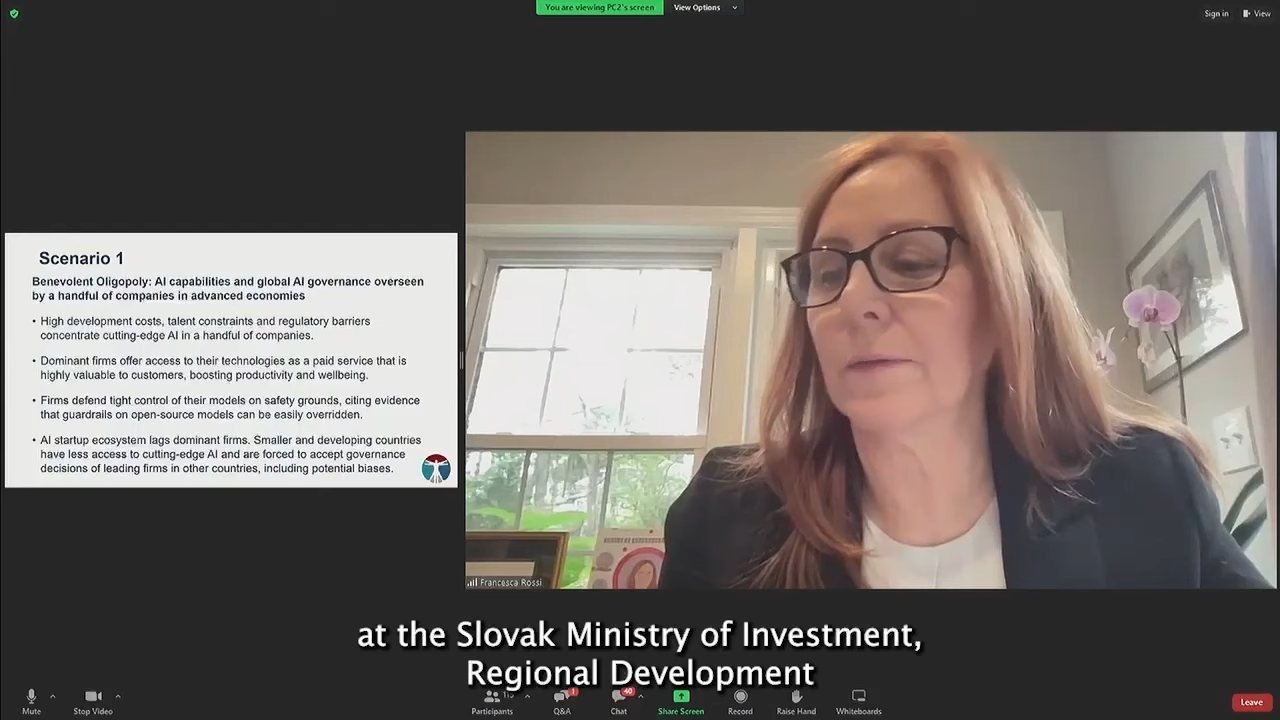 You are viewing PC2's screen
View Options
Sign in
View
Scenario 1
Benevolent Oligopoly: AI capabilities and global AI governance overseen
by a handful of companies in advanced economies
• High development costs, talent constraints and regulatory barriers
concentrate cutting-edge AI in a handful of companies.
• Dominant firms offer access to their technologies as a paid service that is
highly valuable to customers, boosting productivity and wellbeing.
• Firms defend tight control of their models on safety grounds, citing evidence
that guardrails on open-source models can be easily overridden.
• AI startup ecosystem lags dominant firms. Smaller and developing countries
have less access to cutting-edge AI and are forced to accept governance
decisions of leading firms in other countries, including potential biases.
Francesca Rossi
at the Slovak Ministry of Investment,
Regional Development
Mute
Stop Video
Participants
1
Q&A
40
Chat
Share Screen
Record
Raise Hand
Whiteboards
Leave